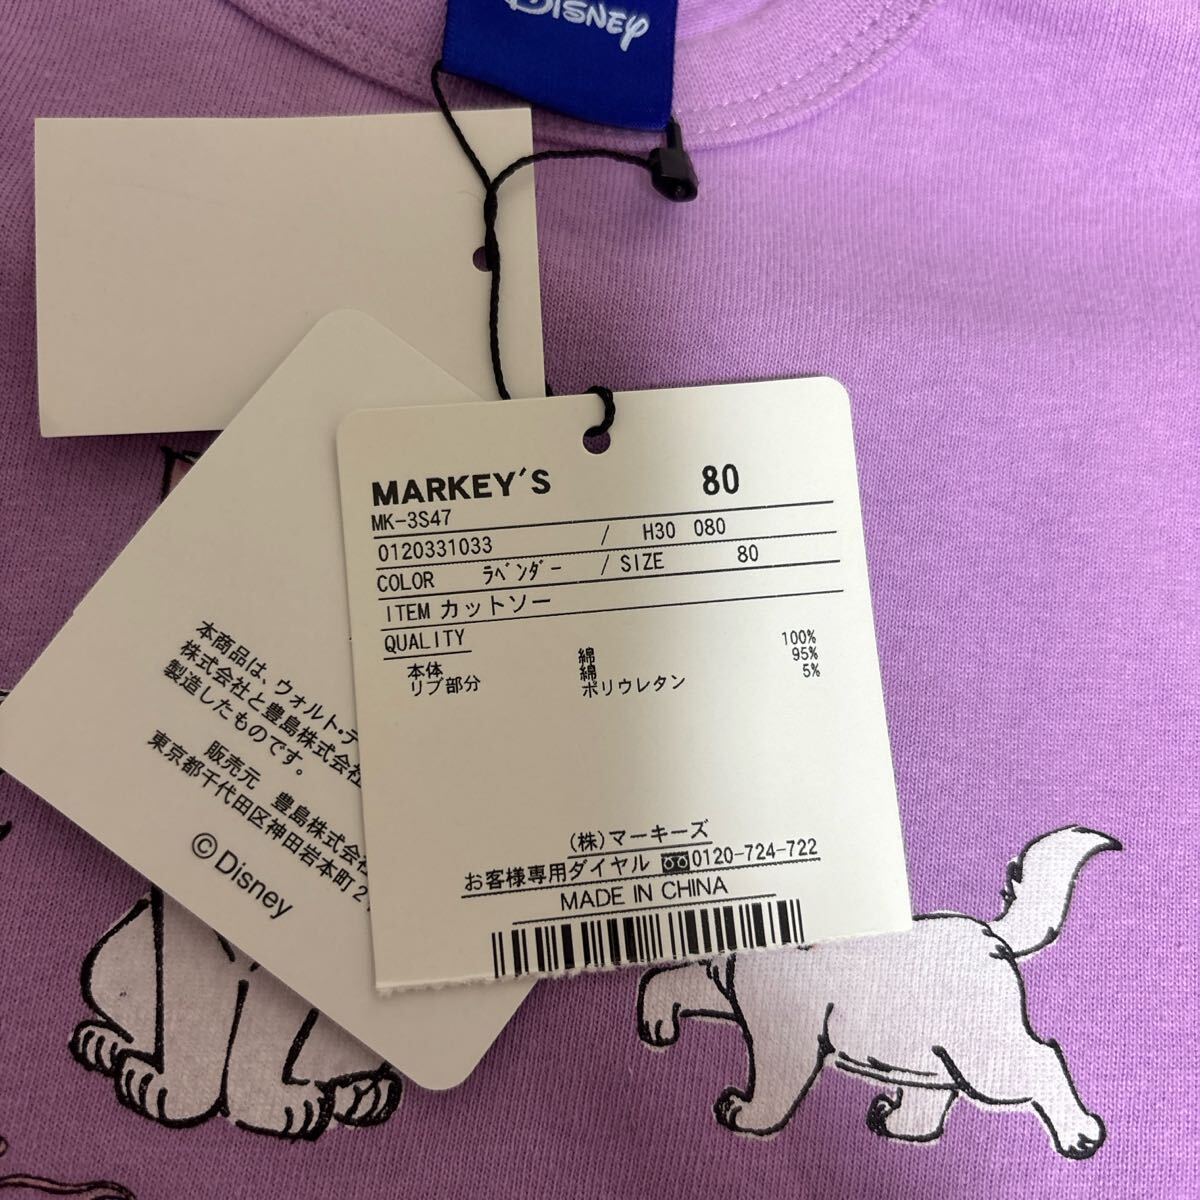 Disney
MARKEY'S 80
MK-3S47
0120331033 / H30 080
COLOR ラベンダー / SIZE 80
ITEM カットソー
QUALITY
本体 綿 100%
リブ部分 綿 95%
ポリウレタン 5%
(株)マーキーズ
お客様専用ダイヤル 0120-724-722
MADE IN CHINA
本商品は、ウォルト・デ
株式会社と豊島株式会社
製造したものです。
販売元 豊島株式会社
東京都千代田区神田岩本町2
©Disney